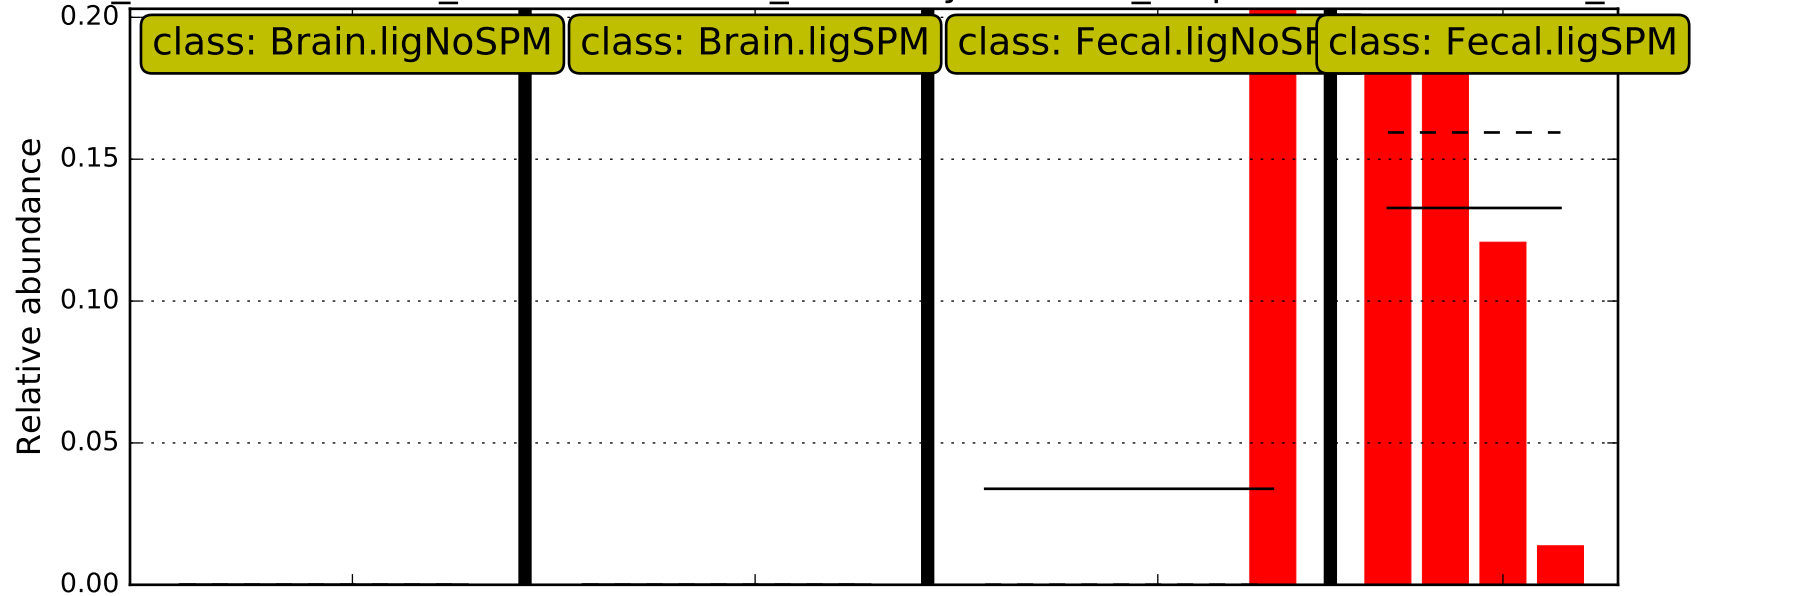 0.20
class: Brain.ligNoSPM
class: Brain.ligSPM
class: Fecal.ligNoSP
class: Fecal.ligSPM
0.15
0.10
0.05
0.00
Relative abundance